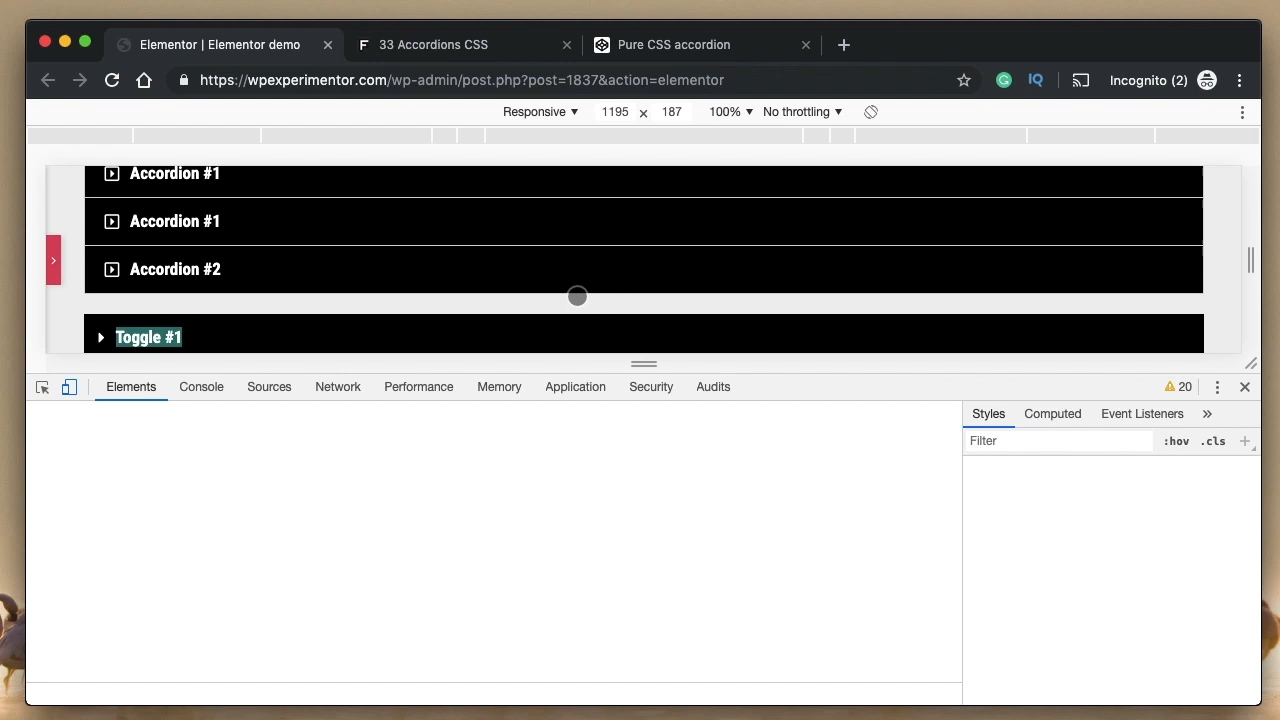 Elementor | Elementor demo
33 Accordions CSS
Pure CSS accordion
https://wpexperimentor.com/wp-admin/post.php?post=1837&action=elementor
IQ
Incognito (2)
Responsive
1195
187
100%
No throttling
Accordion #1
Accordion #1
Accordion #2
Toggle #1
Elements
Console
Sources
Network
Performance
Memory
Application
Security
Audits
20
Styles
Computed
Event Listeners
Filter
:hov
.cls